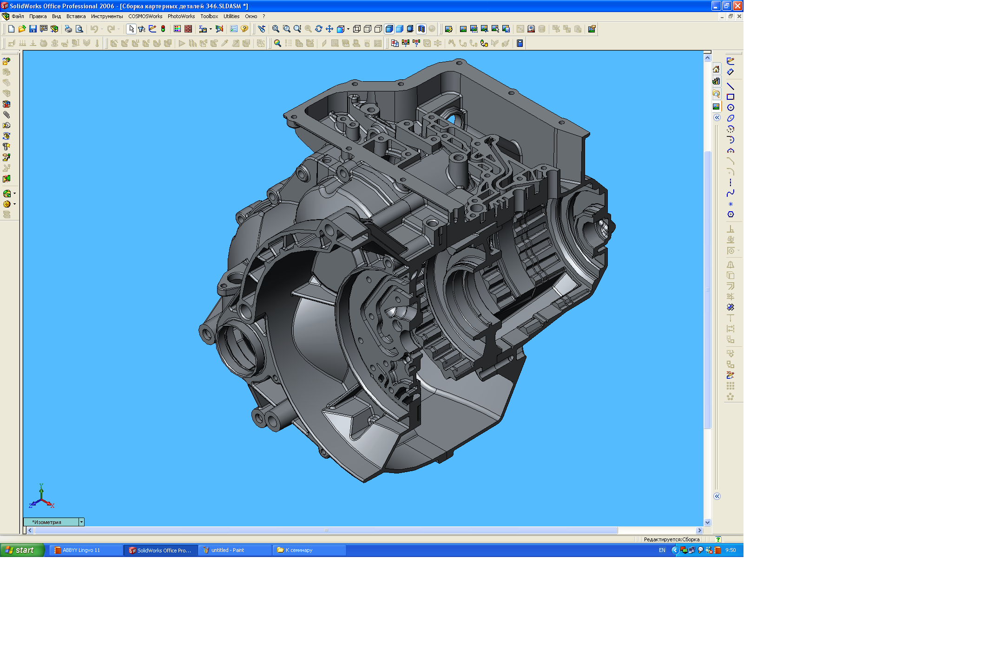 SolidWorks Office Professional 2006 - [Сборка картерных деталей 346.SLDASM *]
Файл Правка Вид Вставка Инструменты COSMOSWorks PhotoWorks Toolbox Utilities Окно ?
3D
Y
Z X
*Изометрия
Редактируется:Сборка
start ABBYY Lingvo 11 SolidWorks Office Pro... untitled - Paint К семинару EN 9:50